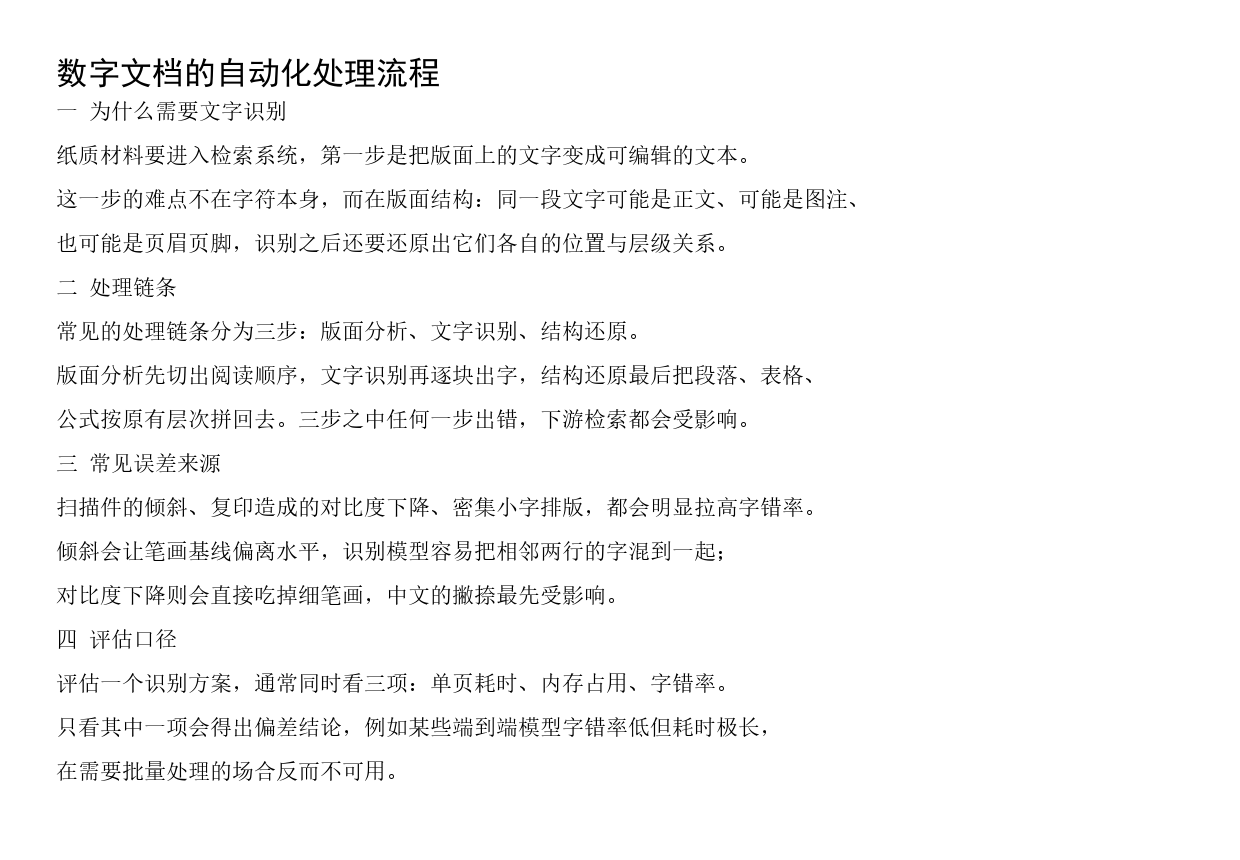 数字文档的自动化处理流程
一 为什么需要文字识别
纸质材料要进入检索系统，第一步是把版面上的文字变成可编辑的文本。
这一步的难点不在字符本身，而在版面结构：同一段文字可能是正文、可能是图注、
也可能是页眉页脚，识别之后还要还原出它们各自的位置与层级关系。
二 处理链条
常见的处理链条分为三步：版面分析、文字识别、结构还原。
版面分析先切出阅读顺序，文字识别再逐块出字，结构还原最后把段落、表格、
公式按原有层次拼回去。三步之中任何一步出错，下游检索都会受影响。
三 常见误差来源
扫描件的倾斜、复印造成的对比度下降、密集小字排版，都会明显拉高字错率。
倾斜会让笔画基线偏离水平，识别模型容易把相邻两行的字混到一起；
对比度下降则会直接吃掉细笔画，中文的撇捺最先受影响。
四 评估口径
评估一个识别方案，通常同时看三项：单页耗时、内存占用、字错率。
只看其中一项会得出偏差结论，例如某些端到端模型字错率低但耗时极长，
在需要批量处理的场合反而不可用。